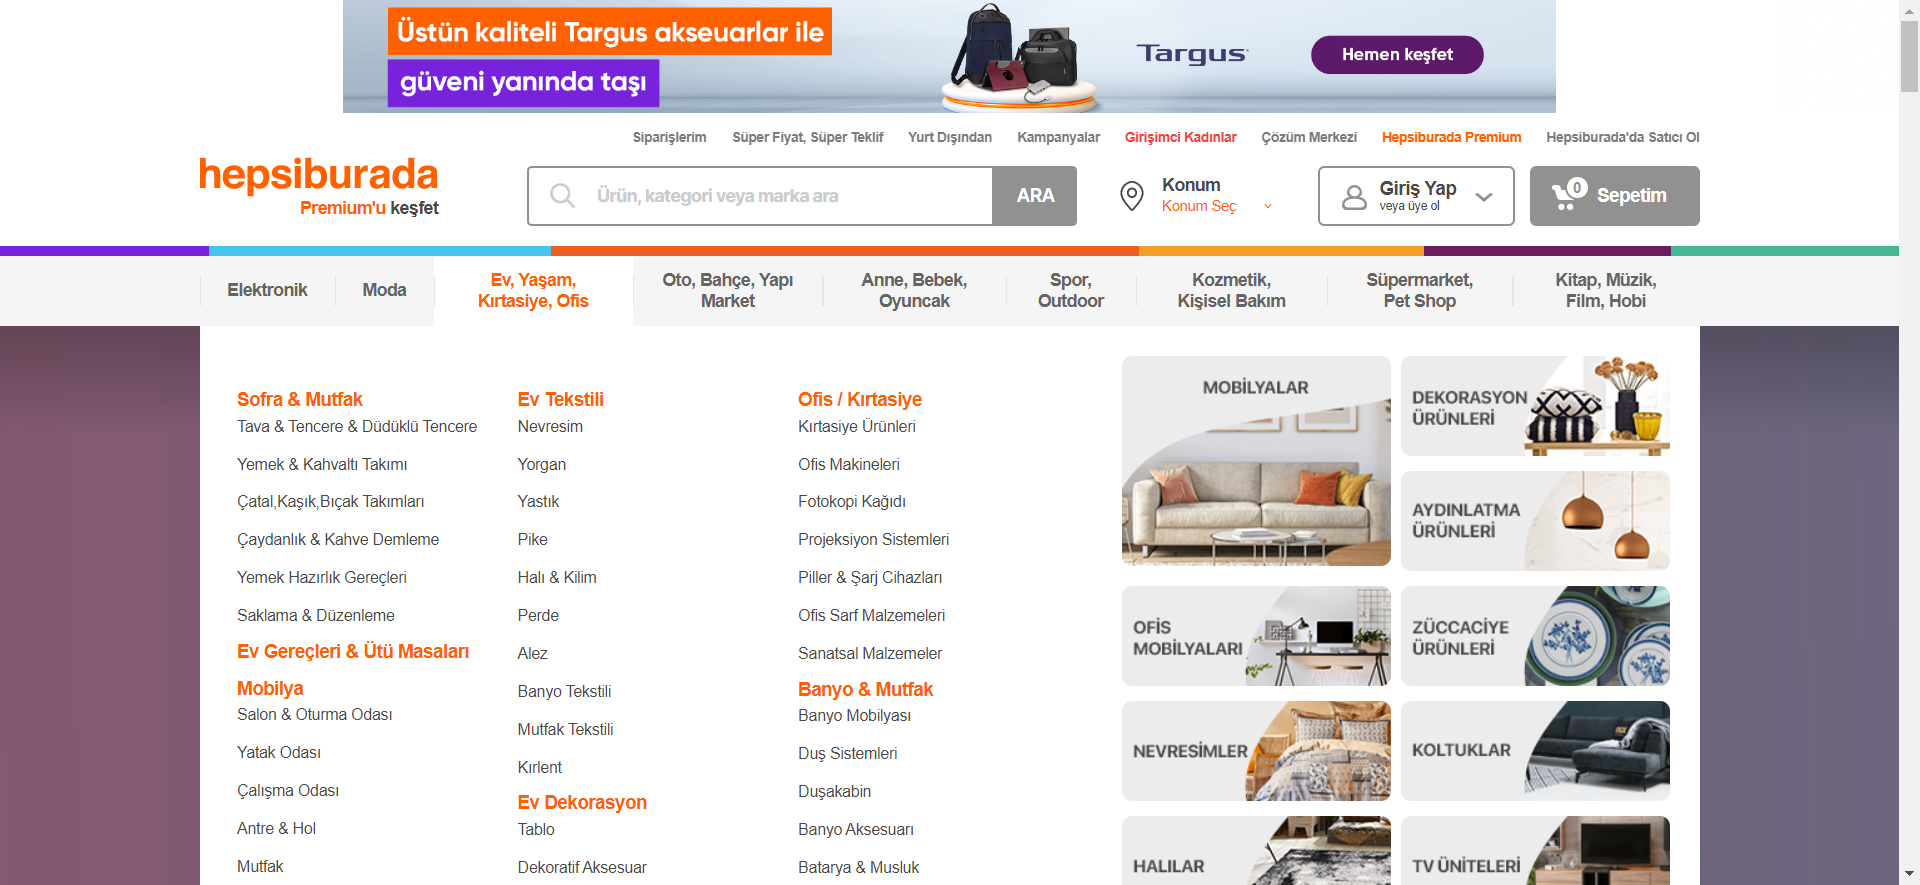 Üstün kaliteli Targus akseuarlar ile
güveni yanında taşı
Targus
Hemen keşfet
Siparişlerim
Süper Fiyat, Süper Teklif
Yurt Dışından
Kampanyalar
Girişimci Kadınlar
Çözüm Merkezi
Hepsiburada Premium
Hepsiburada'da Satıcı Ol
hepsiburada
Premium'u keşfet
Ürün, kategori veya marka ara
ARA
Konum
Konum Seç
Giriş Yap
veya üye ol
0
Sepetim
Elektronik
Moda
Ev, Yaşam,
Kırtasiye, Ofis
Oto, Bahçe, Yapı
Market
Anne, Bebek,
Oyuncak
Spor,
Outdoor
Kozmetik,
Kişisel Bakım
Süpermarket,
Pet Shop
Kitap, Müzik,
Film, Hobi
Sofra & Mutfak
Tava & Tencere & Düdüklü Tencere
Yemek & Kahvaltı Takımı
Çatal,Kaşık,Bıçak Takımları
Çaydanlık & Kahve Demleme
Yemek Hazırlık Gereçleri
Saklama & Düzenleme
Ev Gereçleri & Ütü Masaları
Mobilya
Salon & Oturma Odası
Yatak Odası
Çalışma Odası
Antre & Hol
Mutfak
Ev Tekstili
Nevresim
Yorgan
Yastık
Pike
Halı & Kilim
Perde
Alez
Banyo Tekstili
Mutfak Tekstili
Kırlent
Ev Dekorasyon
Tablo
Dekoratif Aksesuar
Ofis / Kırtasiye
Kırtasiye Ürünleri
Ofis Makineleri
Fotokopi Kağıdı
Projeksiyon Sistemleri
Piller & Şarj Cihazları
Ofis Sarf Malzemeleri
Sanatsal Malzemeler
Banyo & Mutfak
Banyo Mobilyası
Duş Sistemleri
Duşakabin
Banyo Aksesuarı
Batarya & Musluk
MOBİLYALAR
DEKORASYON
ÜRÜNLERİ
AYDINLATMA
ÜRÜNLERİ
OFİS
MOBİLYALARI
ZÜCCACİYE
ÜRÜNLERİ
NEVRESİMLER
KOLTUKLAR
HALILAR
TV ÜNİTELERİ